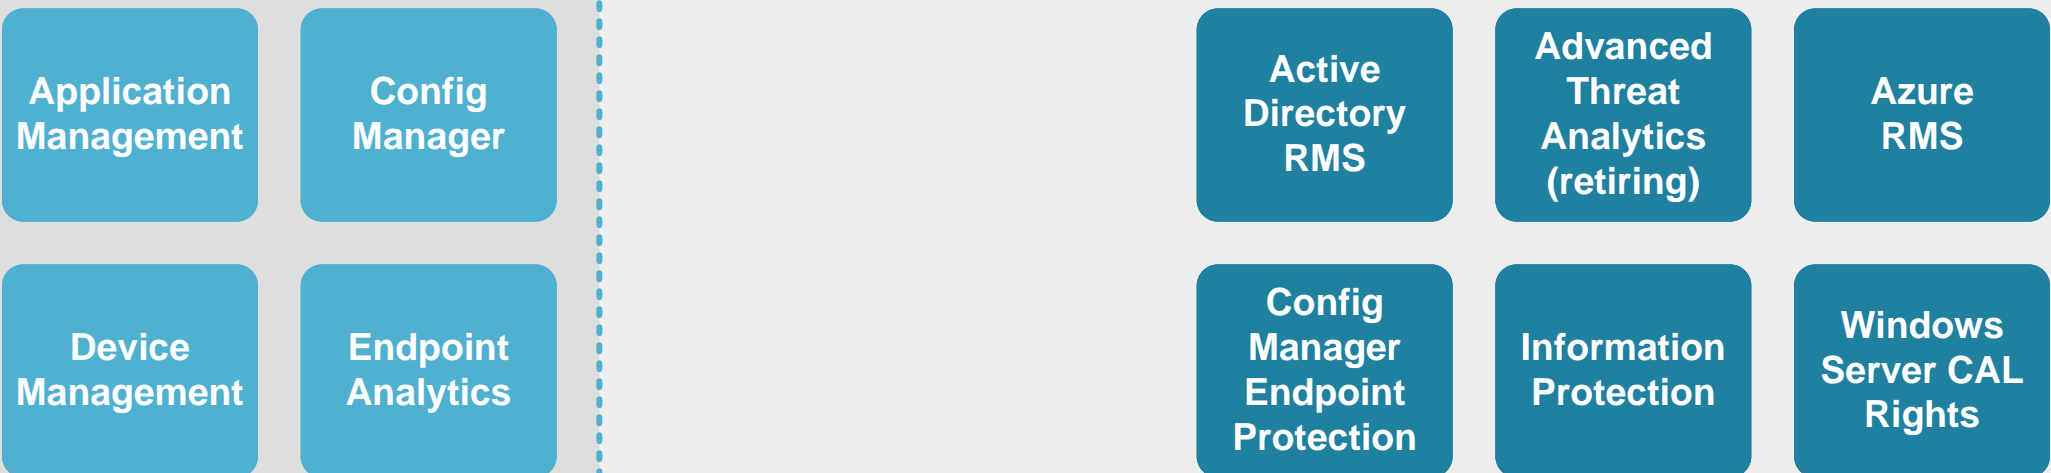 Application
Management
Config
Manager
Active
Directory
RMS
Advanced
Threat
Analytics
(retiring)
Azure
RMS
Device
Management
Endpoint
Analytics
Config
Manager
Endpoint
Protection
Information
Protection
Windows
Server CAL
Rights